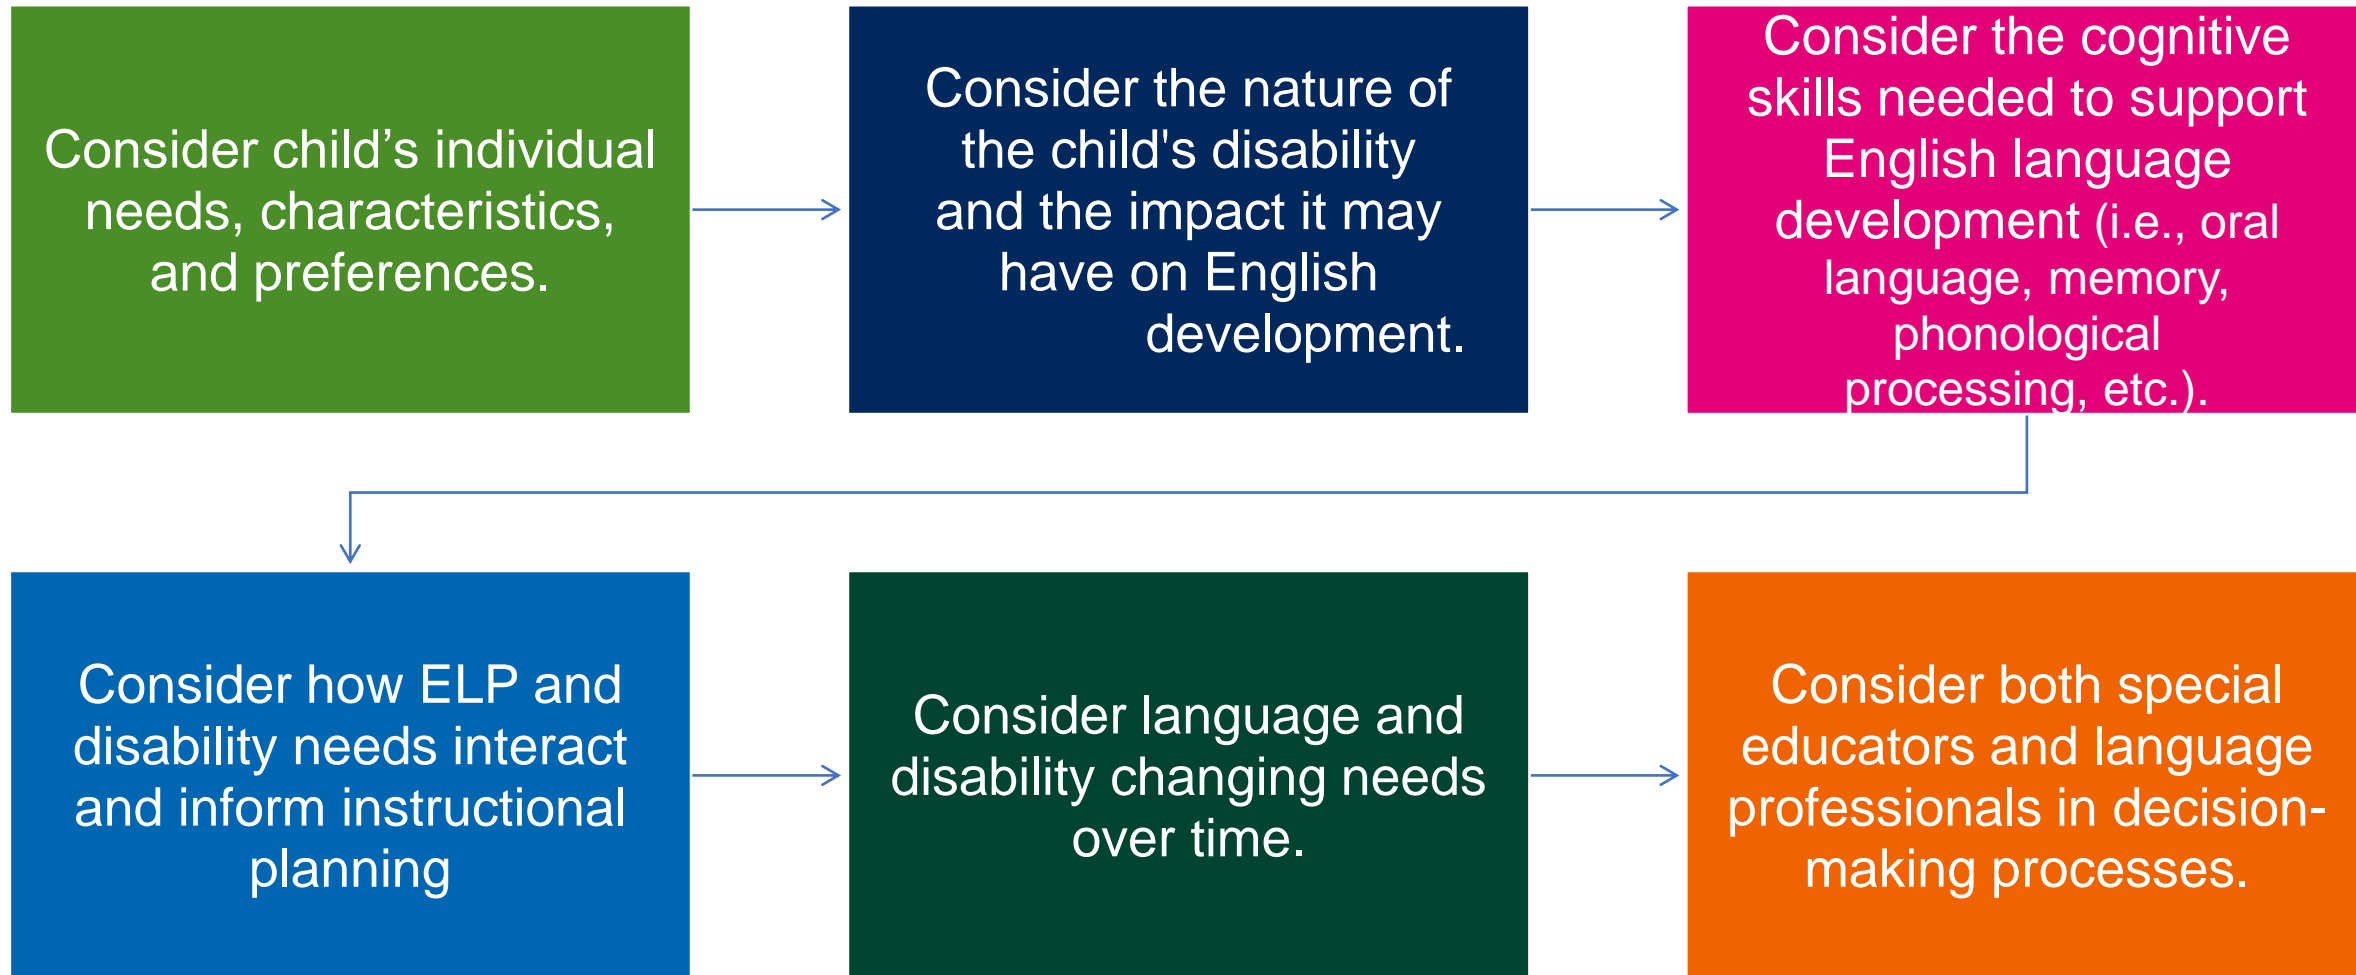 Consider child’s individual
needs, characteristics,
and preferences.
Consider the nature of
the child's disability
and the impact it may
have on English
development.
Consider the cognitive
skills needed to support
English language
development (i.e., oral
language, memory,
phonological
processing, etc.).
Consider how ELP and
disability needs interact
and inform instructional
planning
Consider language and
disability changing needs
over time.
Consider both special
educators and language
professionals in decision-
making processes.